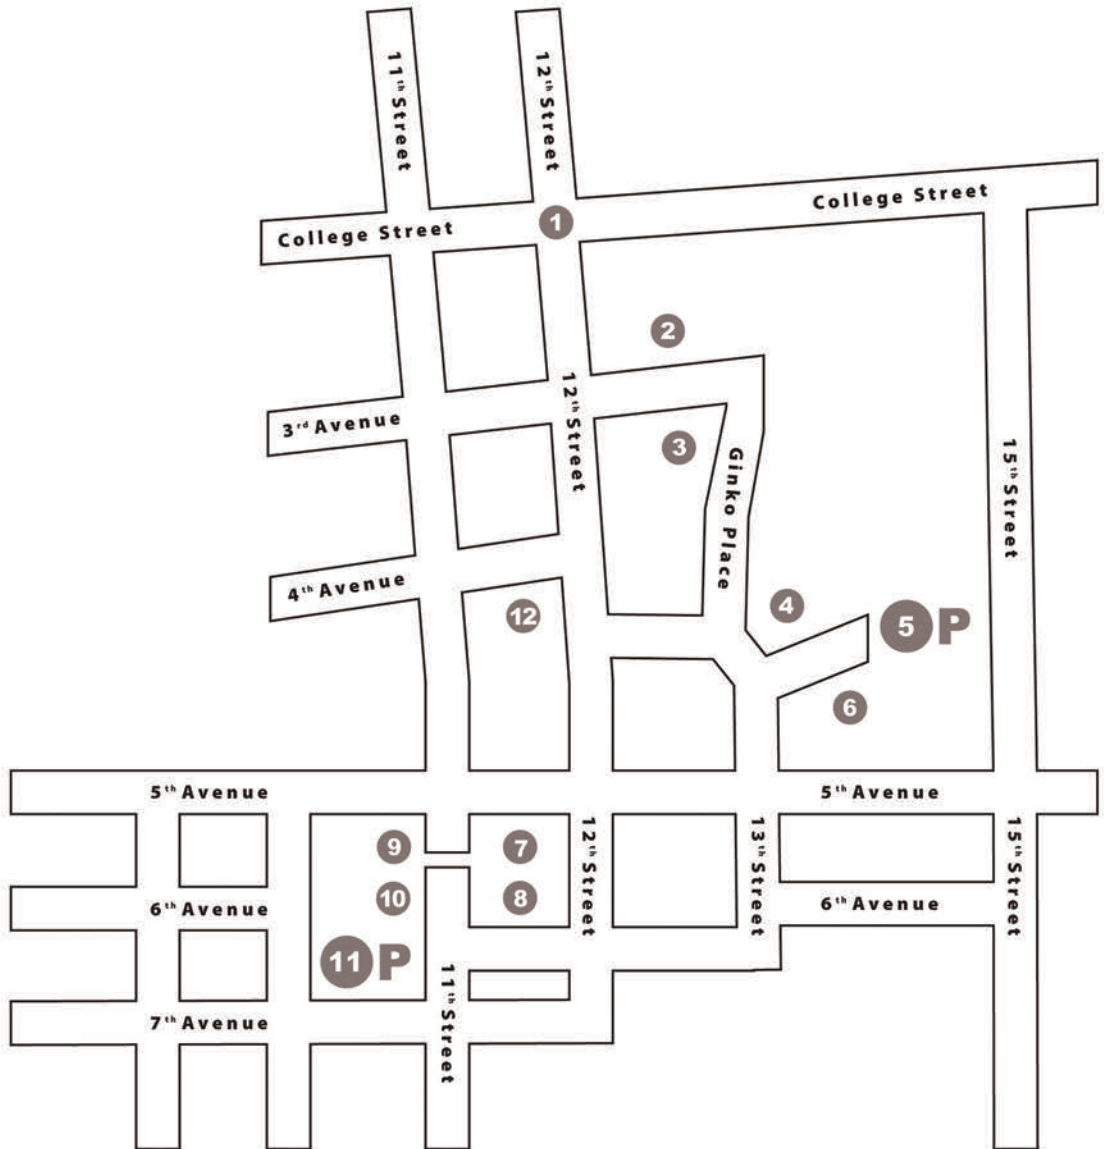 11th Street
12th Street
College Street
College Street
1
2
12th Street
3rd Avenue
3
Ginko Place
15th Street
4th Avenue
4
12
5 P
6
5th Avenue
5th Avenue
9
7
12th Street
13th Street
15th Street
10
8
6th Avenue
6th Avenue
11 P
11th Street
7th Avenue